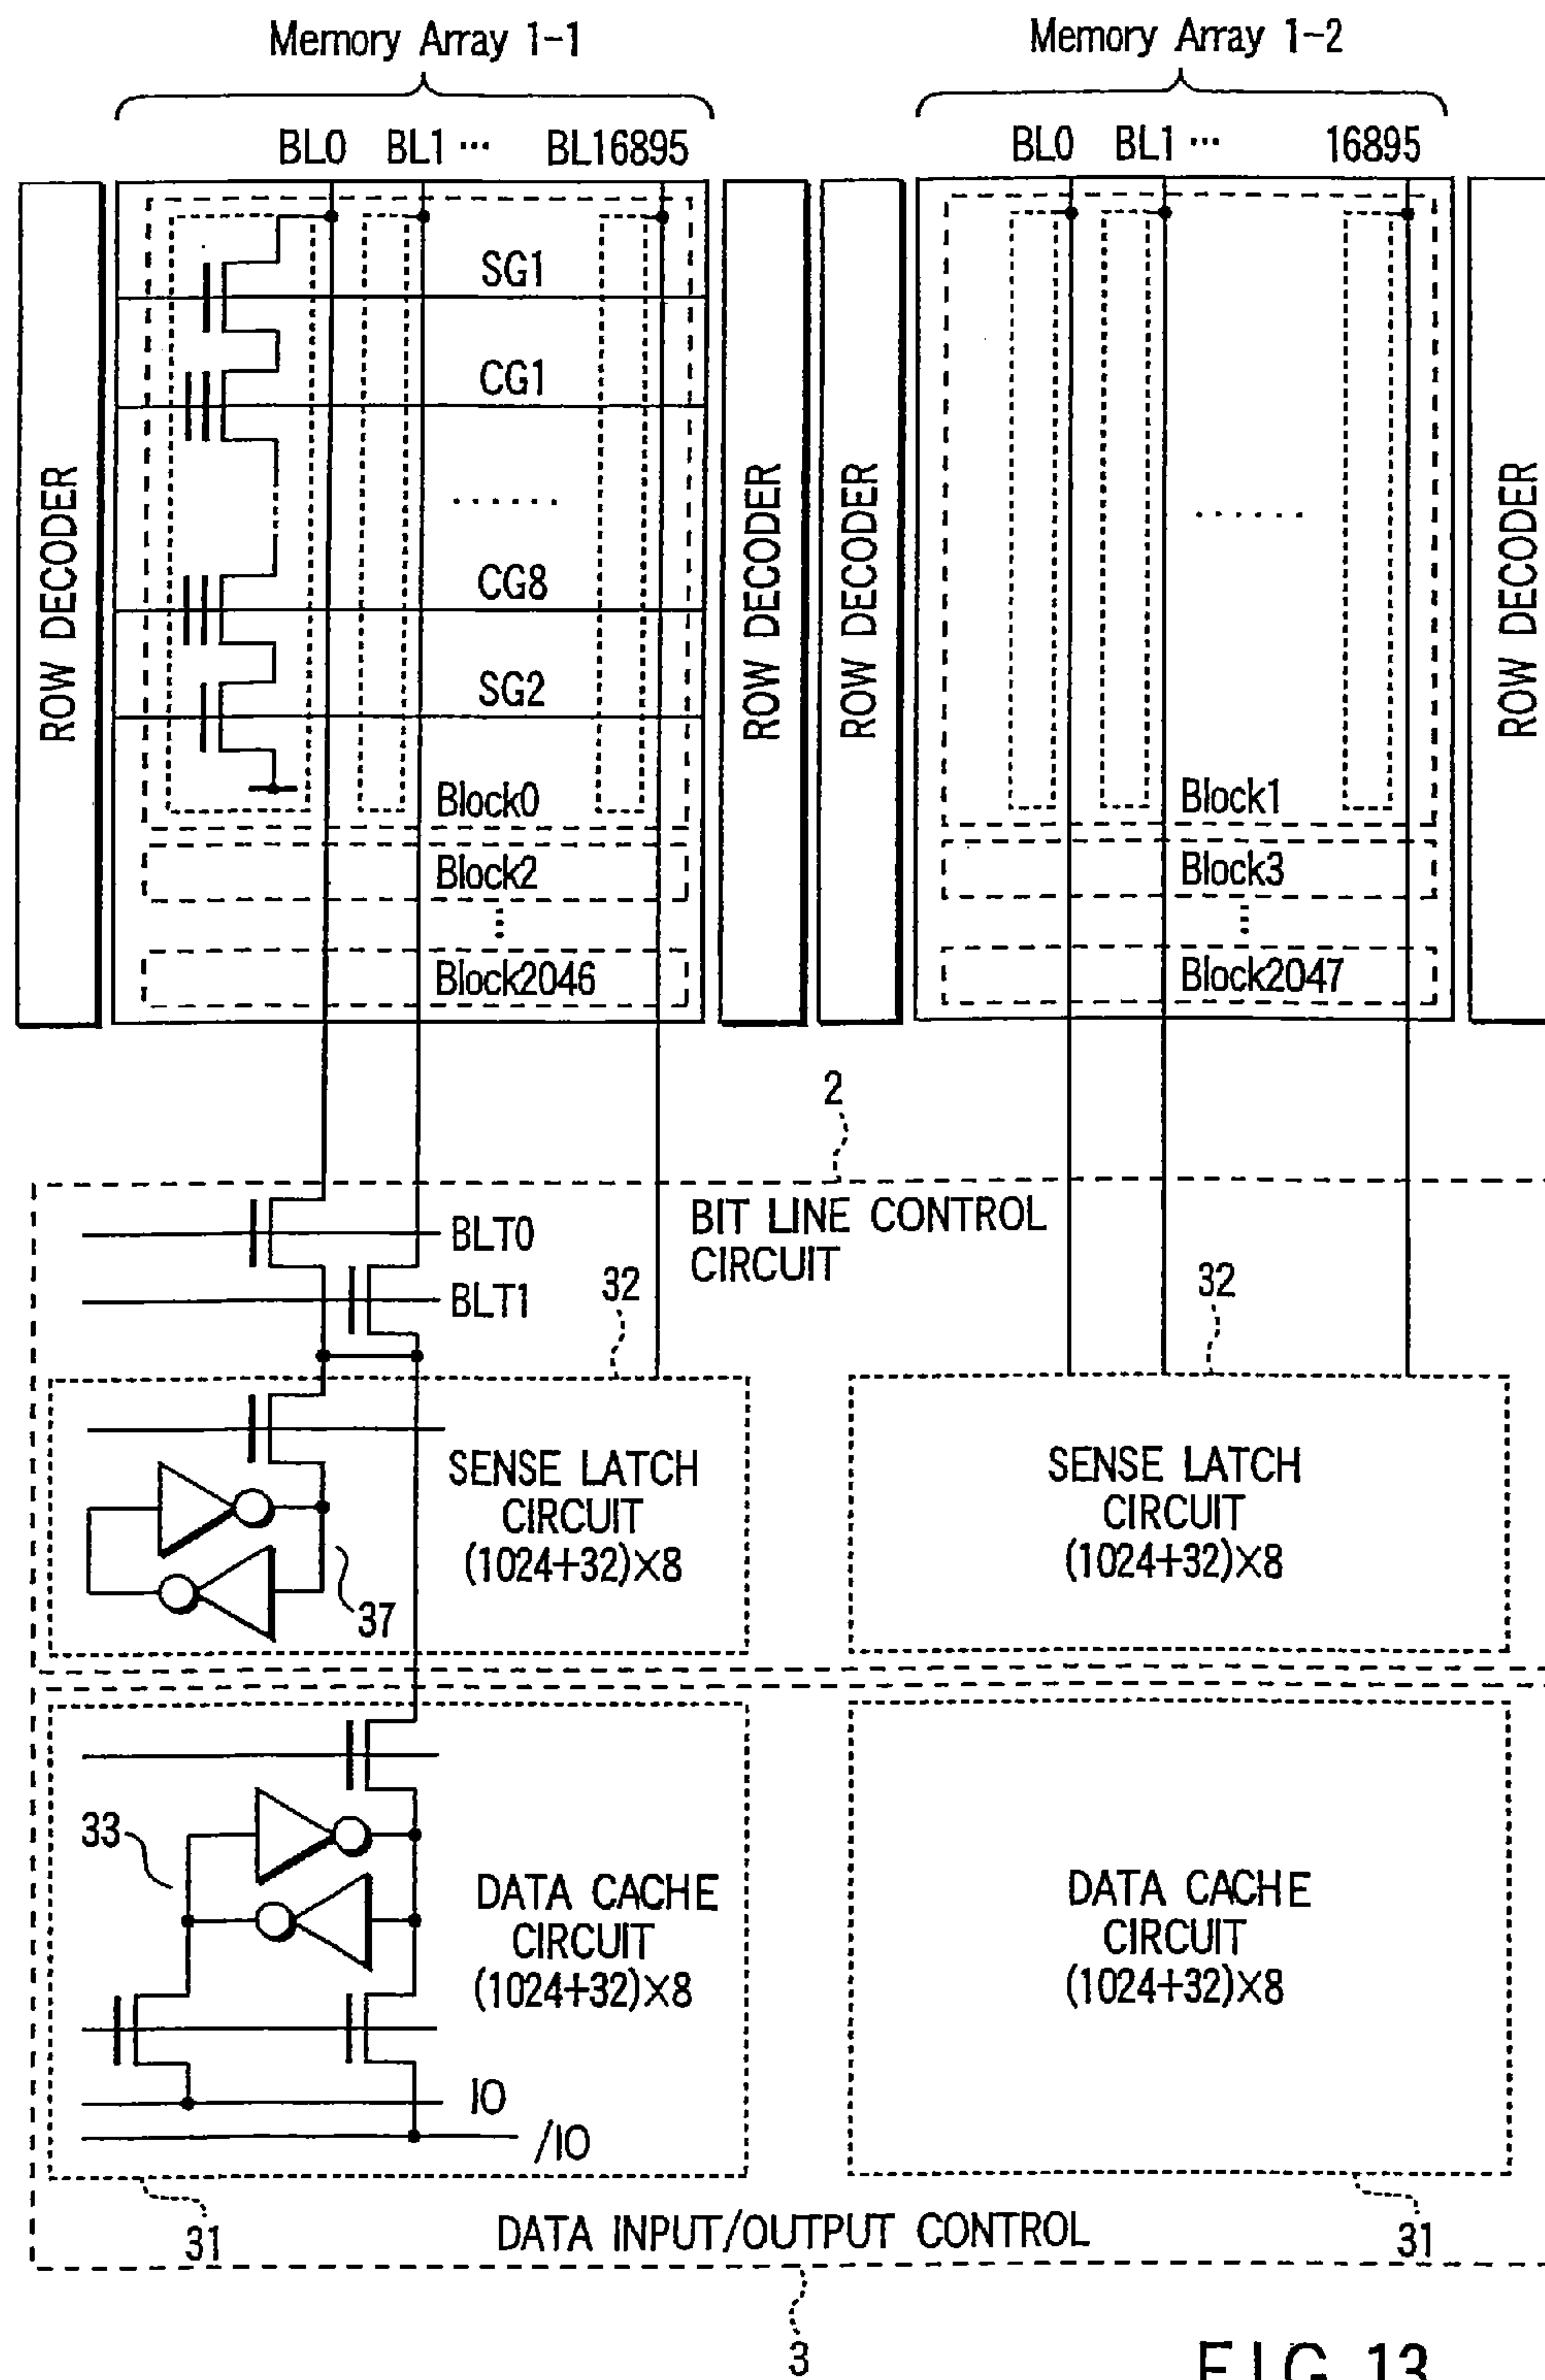 Memory Array 1-1
Memory Array 1-2
BL0 BL1 ··· BL16895
BL0 BL1 ··· 16895
ROW DECODER
SG1
CG1
......
CG8
SG2
Block0
Block2
Block2046
ROW DECODER
ROW DECODER
......
Block1
Block3
Block2047
ROW DECODER
2
BIT LINE CONTROL
CIRCUIT
BLT0
BLT1
32
32
SENSE LATCH
CIRCUIT
(1024+32)×8
37
SENSE LATCH
CIRCUIT
(1024+32)×8
33
DATA CACHE
CIRCUIT
(1024+32)×8
DATA CACHE
CIRCUIT
(1024+32)×8
IO
/IO
31
DATA INPUT/OUTPUT CONTROL
31
3
FIG. 13